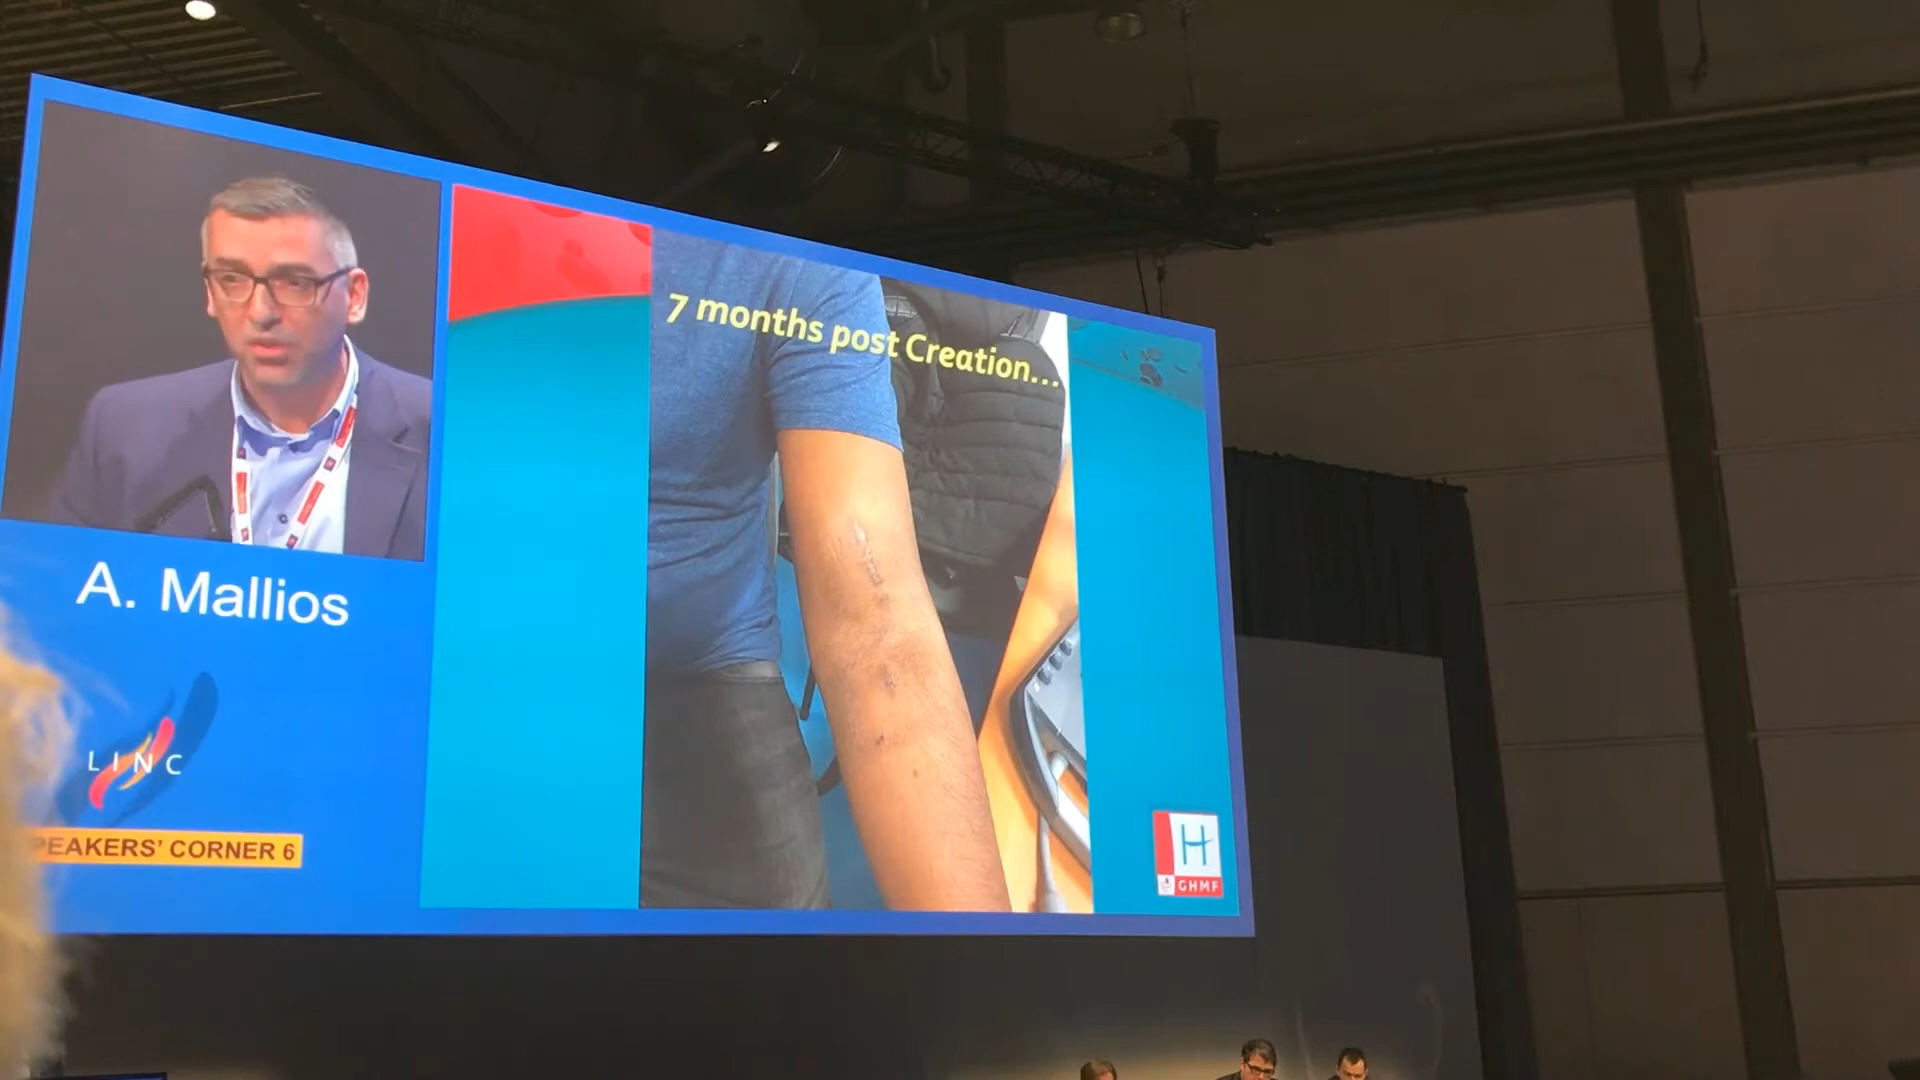 7 months post Creation...
A. Mallios
LINC
PEAKERS' CORNER 6
H
GHMF